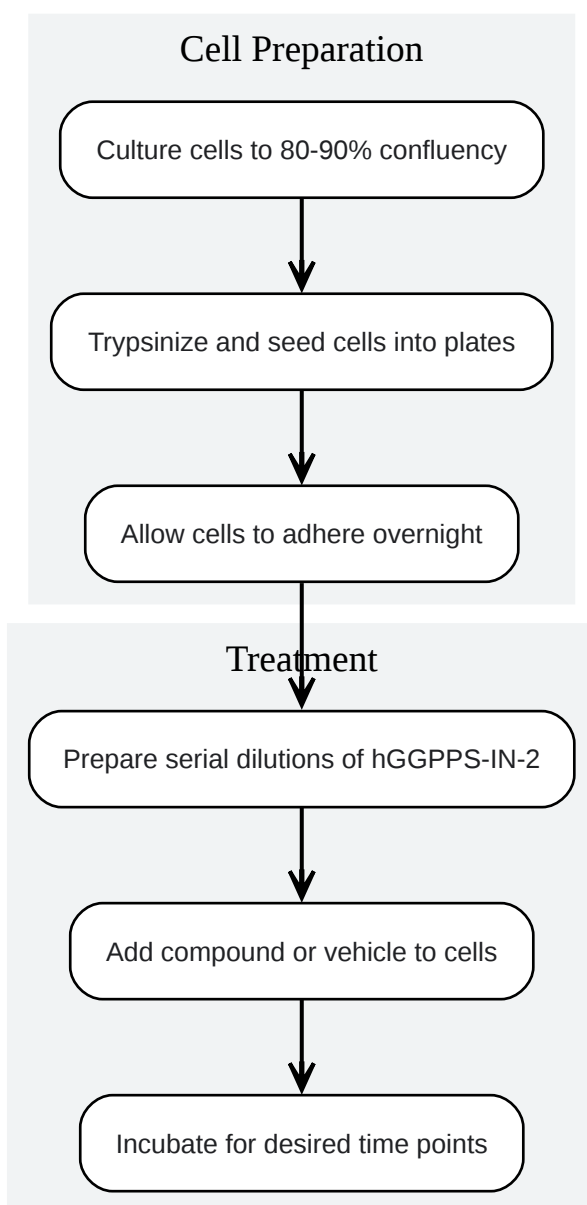 Cell Preparation
Culture cells to 80-90% confluency
Trypsinize and seed cells into plates
Allow cells to adhere overnight
Treatment
Prepare serial dilutions of hGGPPS-IN-2
Add compound or vehicle to cells
Incubate for desired time points